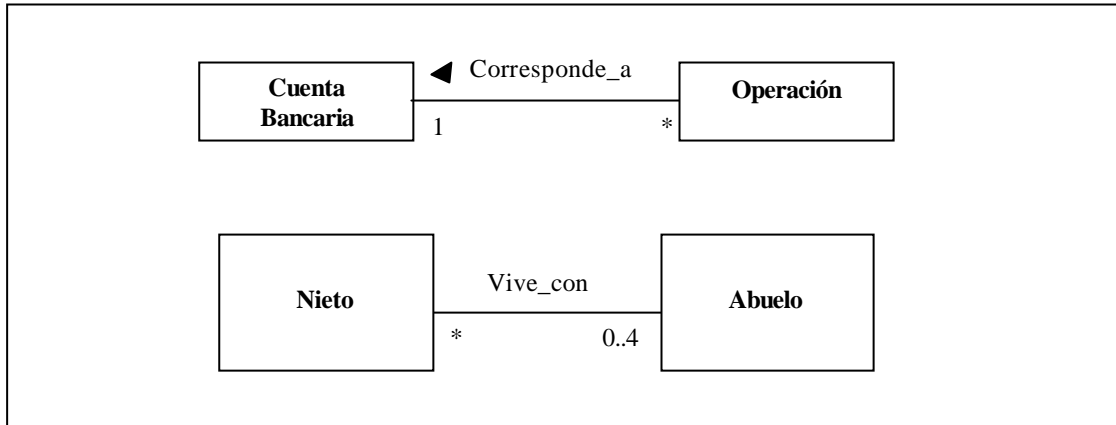 Corresponde_a
Cuenta
Bancaria
Operación
1
*
Vive_con
Nieto
Abuelo
*
0..4